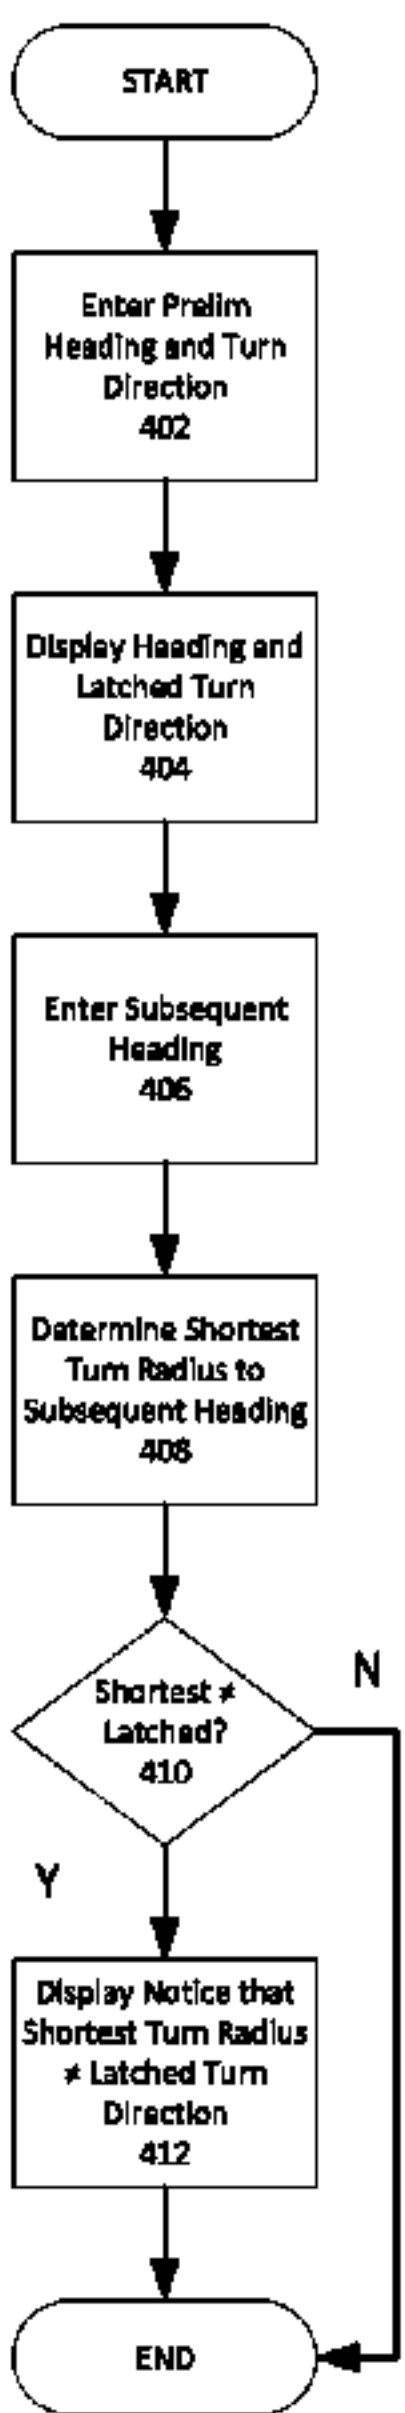 START
Enter Prelim
Heading and Turn
Direction
402
Display Heading and
Latched Turn
Direction
404
Enter Subsequent
Heading
406
Determine Shortest
Turn Radius to
Subsequent Heading
408
Shortest ≠
Latched?
410
N
Y
Display Notice that
Shortest Turn Radius
≠ Latched Turn
Direction
412
END